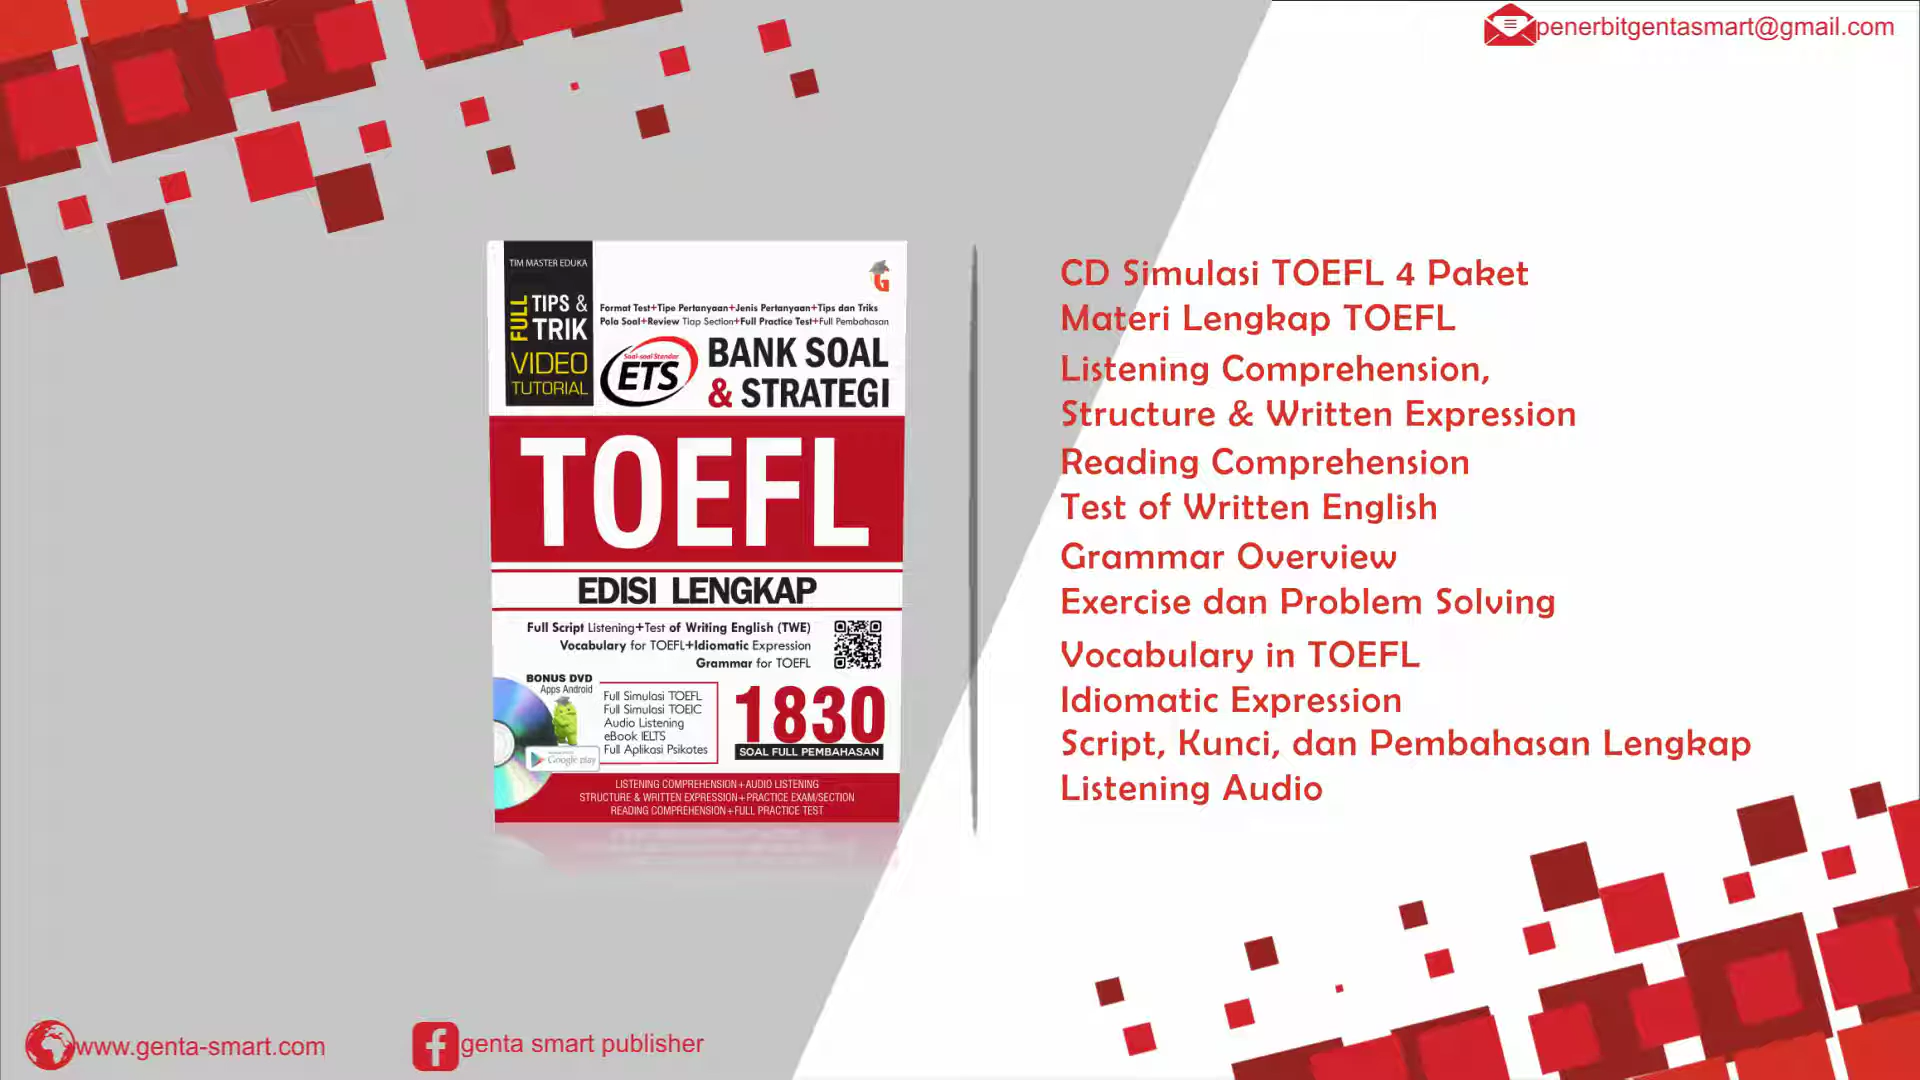 penerbitgentasmart@gmail.com
TIM MASTER EDUKA
FULL
TIPS &
TRIK
VIDEO
TUTORIAL
G
Format Test+Tipe Pertanyaan+Jenis Pertanyaan+Tips dan Triks
Pola Soal+Review Tiap Section+Full Practice Test+Full Pembahasan
Soal-soal Standar
ETS
BANK SOAL
& STRATEGI
TOEFL
EDISI LENGKAP
Full Script Listening+Test of Writing English (TWE)
Vocabulary for TOEFL+Idiomatic Expression
Grammar for TOEFL
BONUS DVD
Apps Android
Google play
Full Simulasi TOEFL
Full Simulasi TOEIC
Audio Listening
eBook IELTS
Full Aplikasi Psikotes
1830
SOAL FULL PEMBAHASAN
LISTENING COMPREHENSION+AUDIO LISTENING
STRUCTURE & WRITTEN EXPRESSION+PRACTICE EXAM/SECTION
READING COMPREHENSION+FULL PRACTICE TEST
CD Simulasi TOEFL 4 Paket
Materi Lengkap TOEFL
Listening Comprehension,
Structure & Written Expression
Reading Comprehension
Test of Written English
Grammar Overview
Exercise dan Problem Solving
Vocabulary in TOEFL
Idiomatic Expression
Script, Kunci, dan Pembahasan Lengkap
Listening Audio
www.genta-smart.com
genta smart publisher